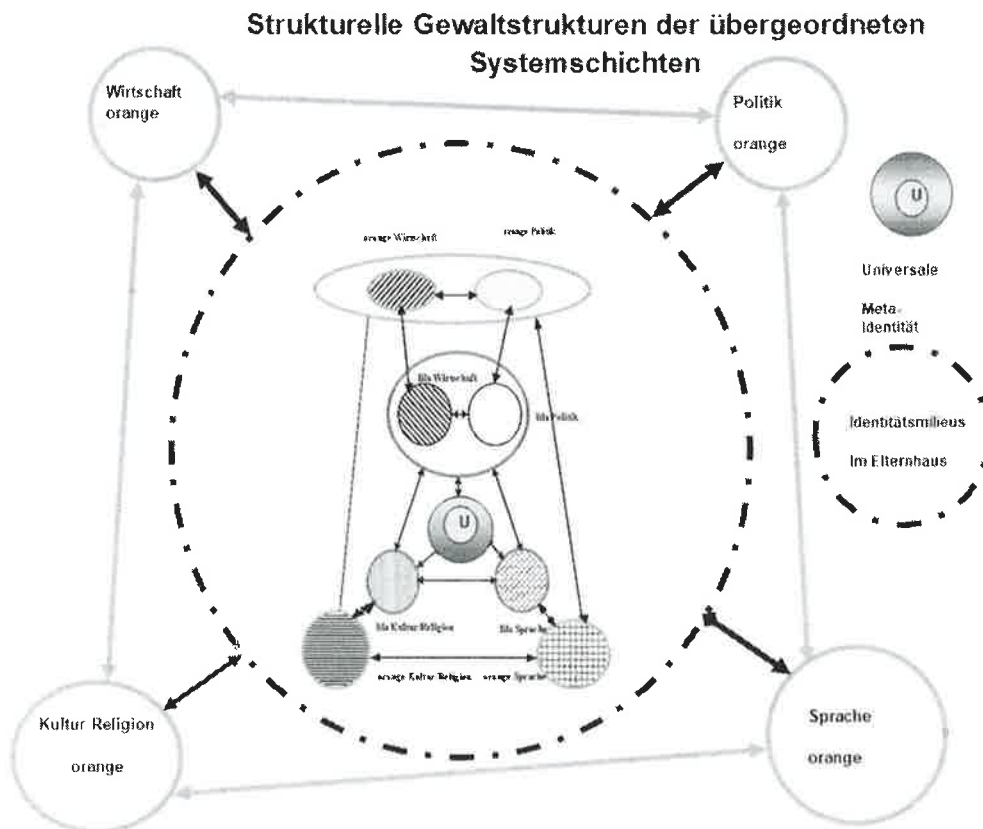 Strukturelle Gewaltstrukturen der übergeordneten
Systemschichten
Wirtschaft
orange
Politik
orange
U
Universale
Meta-
Identität
Identitätsmilieus
Im Elternhaus
orange Wirtschaft
orange Politik
lila Wirtschaft
lila Politik
U
lila Kultur Religion
lila Sprache
orange Kultur Religion
orange Sprache
Kultur Religion
orange
Sprache
orange